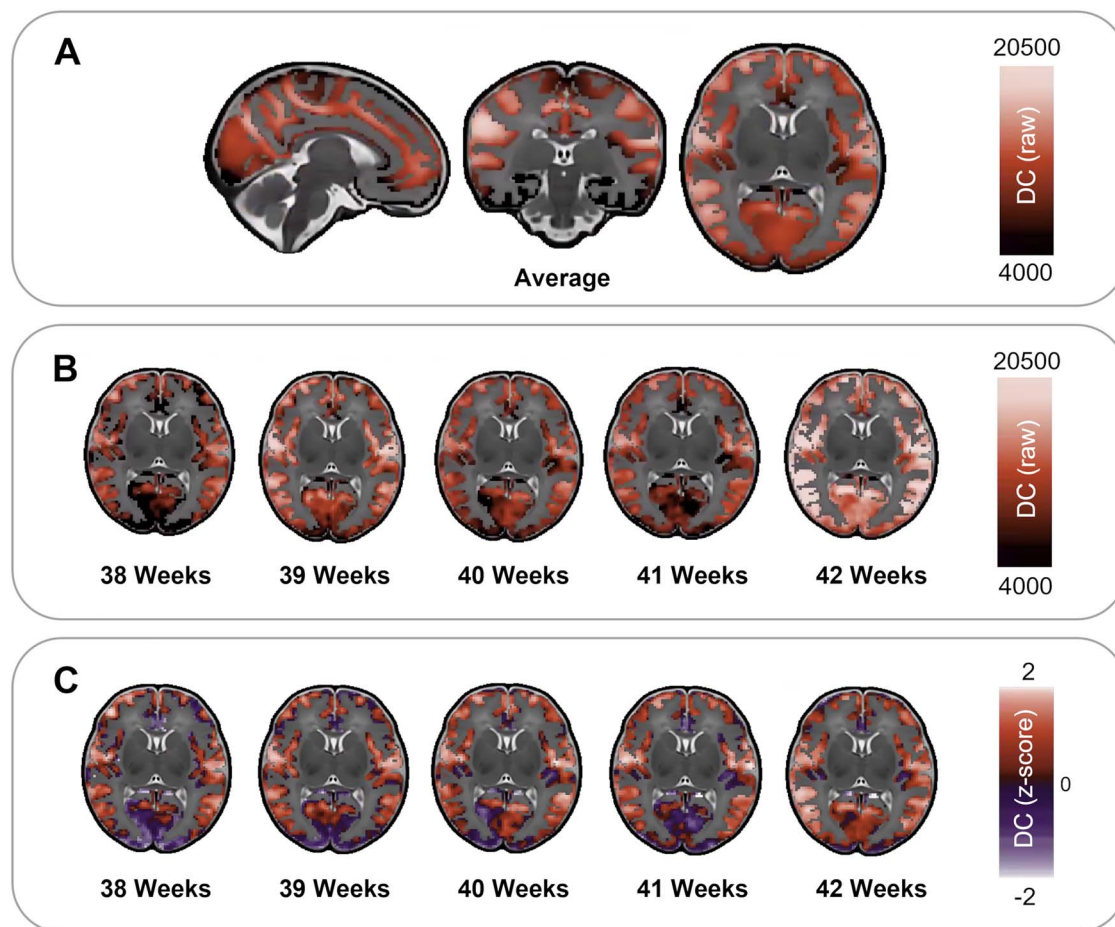 A
20500
DC (raw)
4000
Average
B
20500
DC (raw)
4000
38 Weeks
39 Weeks
40 Weeks
41 Weeks
42 Weeks
C
2
DC (z-score)
0
-2
38 Weeks
39 Weeks
40 Weeks
41 Weeks
42 Weeks